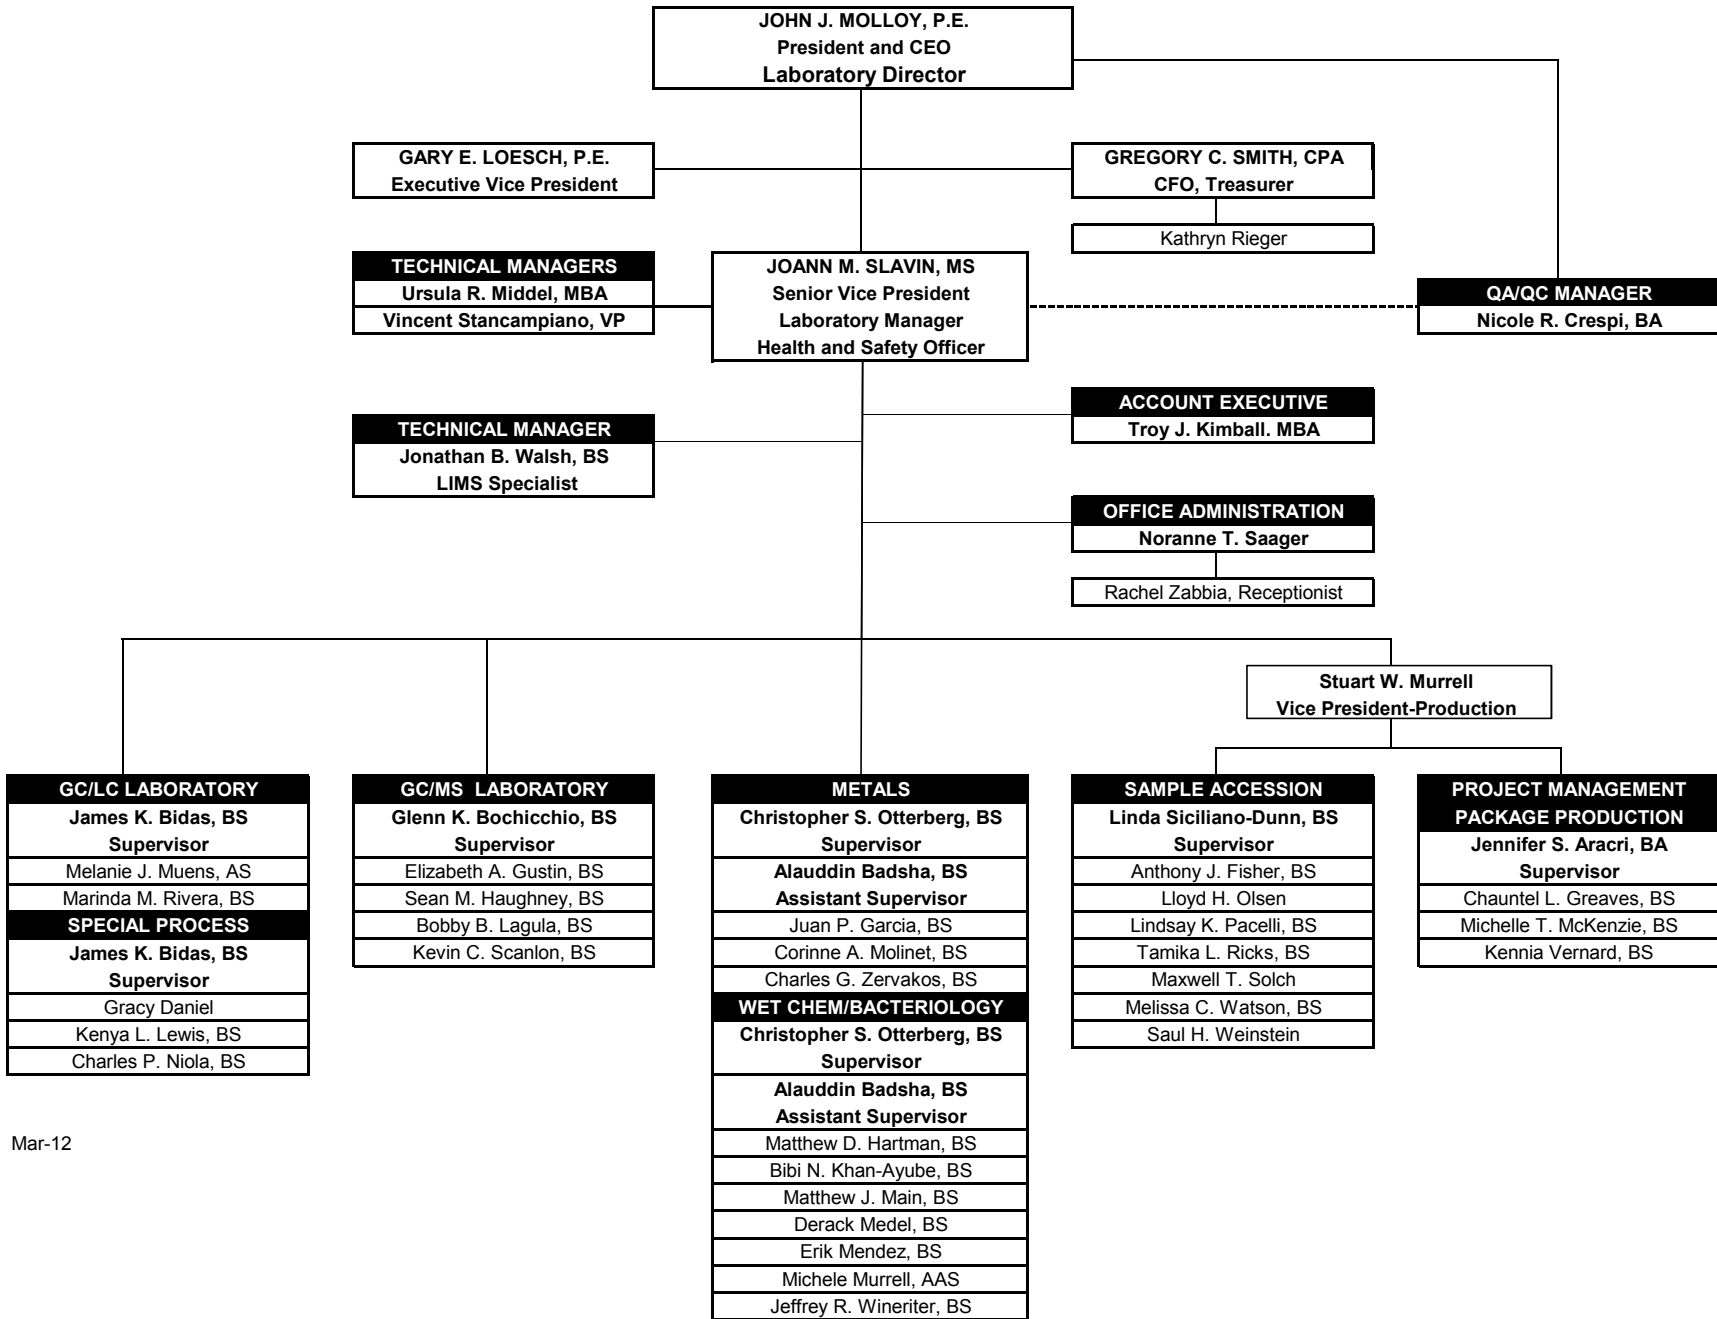 JOHN J. MOLLOY, P.E.
President and CEO
Laboratory Director
GARY E. LOESCH, P.E.
Executive Vice President
GREGORY C. SMITH, CPA
CFO, Treasurer
Kathryn Rieger
TECHNICAL MANAGERS
Ursula R. Middel, MBA
Vincent Stancampiano, VP
JOANN M. SLAVIN, MS
Senior Vice President
Laboratory Manager
Health and Safety Officer
QA/QC MANAGER
Nicole R. Crespi, BA
ACCOUNT EXECUTIVE
Troy J. Kimball. MBA
TECHNICAL MANAGER
Jonathan B. Walsh, BS
LIMS Specialist
OFFICE ADMINISTRATION
Noranne T. Saager
Rachel Zabbia, Receptionist
Stuart W. Murrell
Vice President-Production
GC/LC LABORATORY
James K. Bidas, BS
Supervisor
Melanie J. Muens, AS
Marinda M. Rivera, BS
SPECIAL PROCESS
James K. Bidas, BS
Supervisor
Gracy Daniel
Kenya L. Lewis, BS
Charles P. Niola, BS
GC/MS LABORATORY
Glenn K. Bochicchio, BS
Supervisor
Elizabeth A. Gustin, BS
Sean M. Haughney, BS
Bobby B. Lagula, BS
Kevin C. Scanlon, BS
METALS
Christopher S. Otterberg, BS
Supervisor
Alauddin Badsha, BS
Assistant Supervisor
Juan P. Garcia, BS
Corinne A. Molinet, BS
Charles G. Zervakos, BS
WET CHEM/BACTERIOLOGY
Christopher S. Otterberg, BS
Supervisor
Alauddin Badsha, BS
Assistant Supervisor
Matthew D. Hartman, BS
Bibi N. Khan-Ayube, BS
Matthew J. Main, BS
Derack Medel, BS
Erik Mendez, BS
Michele Murrell, AAS
Jeffrey R. Wineriter, BS
SAMPLE ACCESSION
Linda Siciliano-Dunn, BS
Supervisor
Anthony J. Fisher, BS
Lloyd H. Olsen
Lindsay K. Pacelli, BS
Tamika L. Ricks, BS
Maxwell T. Solch
Melissa C. Watson, BS
Saul H. Weinstein
PROJECT MANAGEMENT
PACKAGE PRODUCTION
Jennifer S. Aracri, BA
Supervisor
Chauntel L. Greaves, BS
Michelle T. McKenzie, BS
Kennia Vernard, BS
Mar-12